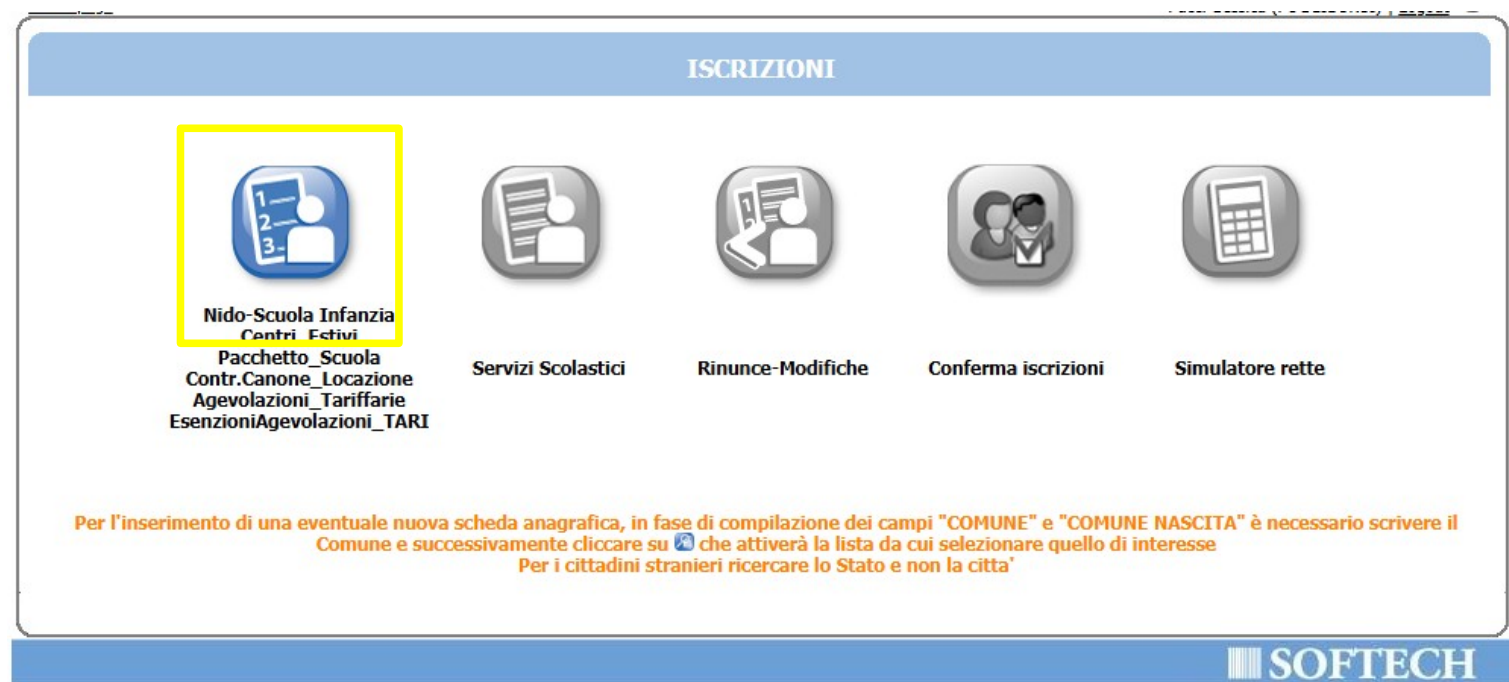 ISCRIZIONI
1
2
3
Nido-Scuola Infanzia
Centri_Estivi
Pacchetto_Scuola
Contr.Canone_Locazione
Agevolazioni_Tariffarie
EsenzioniAgevolazioni_TARI
Servizi Scolastici
Rinunce-Modifiche
Conferma iscrizioni
Simulatore rette
Per l'inserimento di una eventuale nuova scheda anagrafica, in fase di compilazione dei campi "COMUNE" e "COMUNE NASCITA" è necessario scrivere il
Comune e successivamente cliccare su che attiverà la lista da cui selezionare quello di interesse
Per i cittadini stranieri ricercare lo Stato e non la citta'
SOFTECH